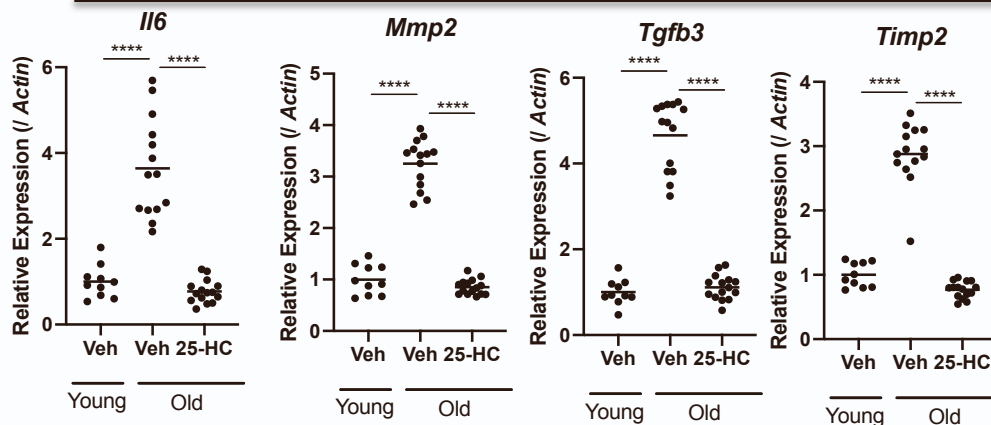 Il6
Mmp2
Tgfb3
Timp2
Relative Expression (/ Actin)
6
4
2
0
**** ****
Veh Veh 25-HC
Young Old
Relative Expression (/ Actin)
5
4
3
2
1
0
**** ****
Veh Veh 25-HC
Young Old
Relative Expression (/ Actin)
6
4
2
0
**** ****
Veh Veh 25-HC
Young Old
Relative Expression (/ Actin)
4
3
2
1
0
**** ****
Veh Veh 25-HC
Young Old